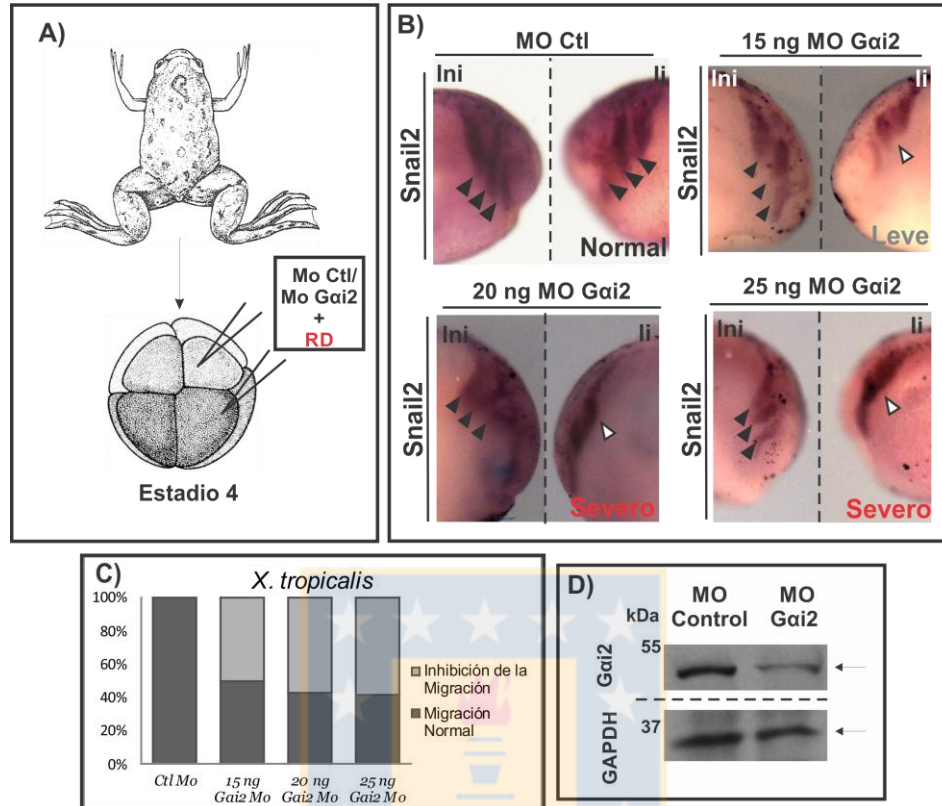 A)
Mo Ctl/
Mo Gαi2
+
RD
Estadio 4
B)
MO Ctl
Snail2
Ini
Ii
Normal
15 ng MO Gαi2
Snail2
Ini
Ii
Leve
20 ng MO Gαi2
Snail2
Ini
Ii
Severo
25 ng MO Gαi2
Snail2
Ini
Ii
Severo
C)
X. tropicalis
100%
80%
60%
40%
20%
0%
Ctl Mo
15 ng
Gai2 Mo
20 ng
Gai2 Mo
25 ng
Gai2 Mo
Inhibición de la
Migración
Migración
Normal
D)
MO
Control
MO
Gαi2
kDa
55
Gαi2
37
GAPDH